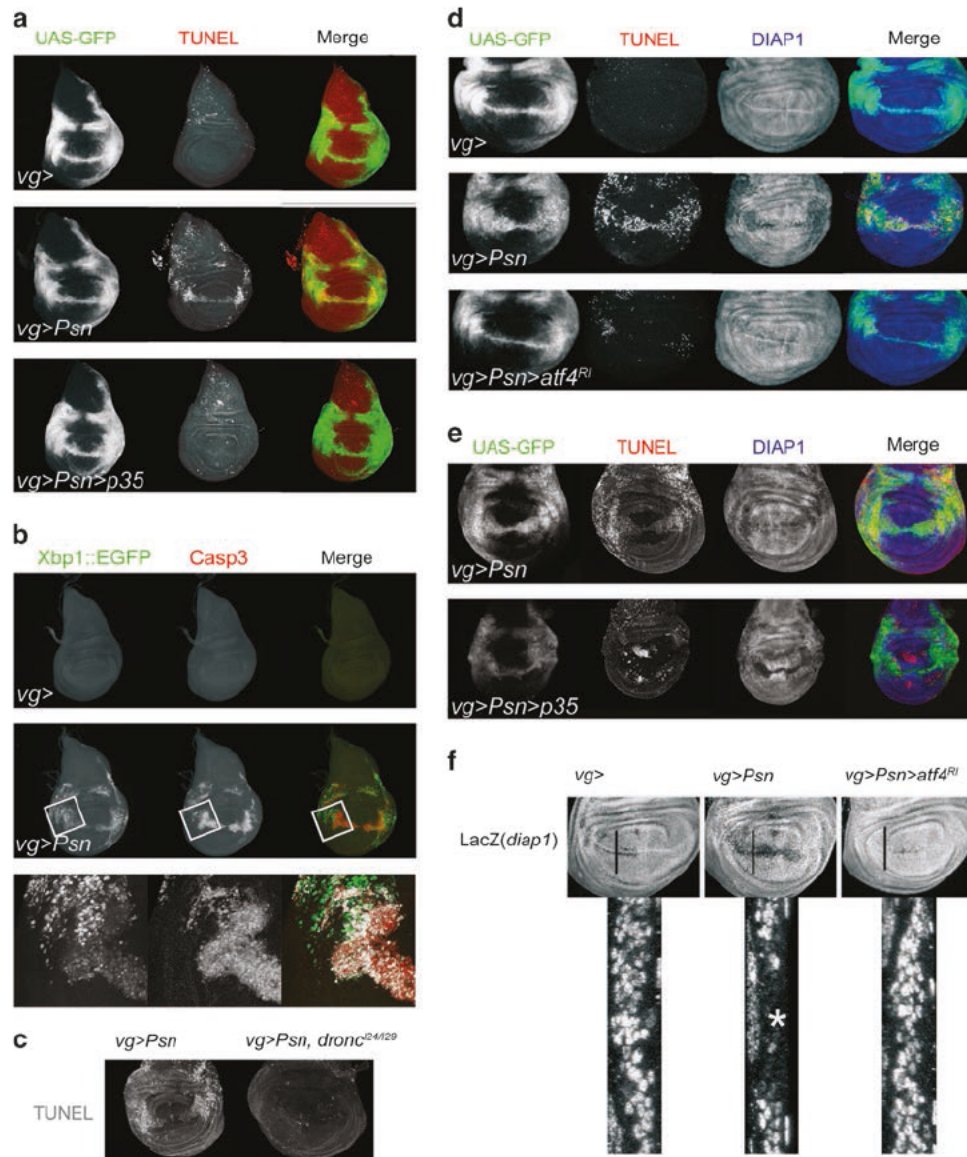 a
UAS-GFP TUNEL Merge
vg>
vg>Psn
vg>Psn>p35
b
Xbp1::EGFP Casp3 Merge
vg>
vg>Psn
c
vg>Psn vg>Psn, dronc^I24/I29
TUNEL
d
UAS-GFP TUNEL DIAP1 Merge
vg>
vg>Psn
vg>Psn>atf4^RI
e
UAS-GFP TUNEL DIAP1 Merge
vg>Psn
vg>Psn>p35
f
vg> vg>Psn vg>Psn>atf4^RI
LacZ(diap1)
*